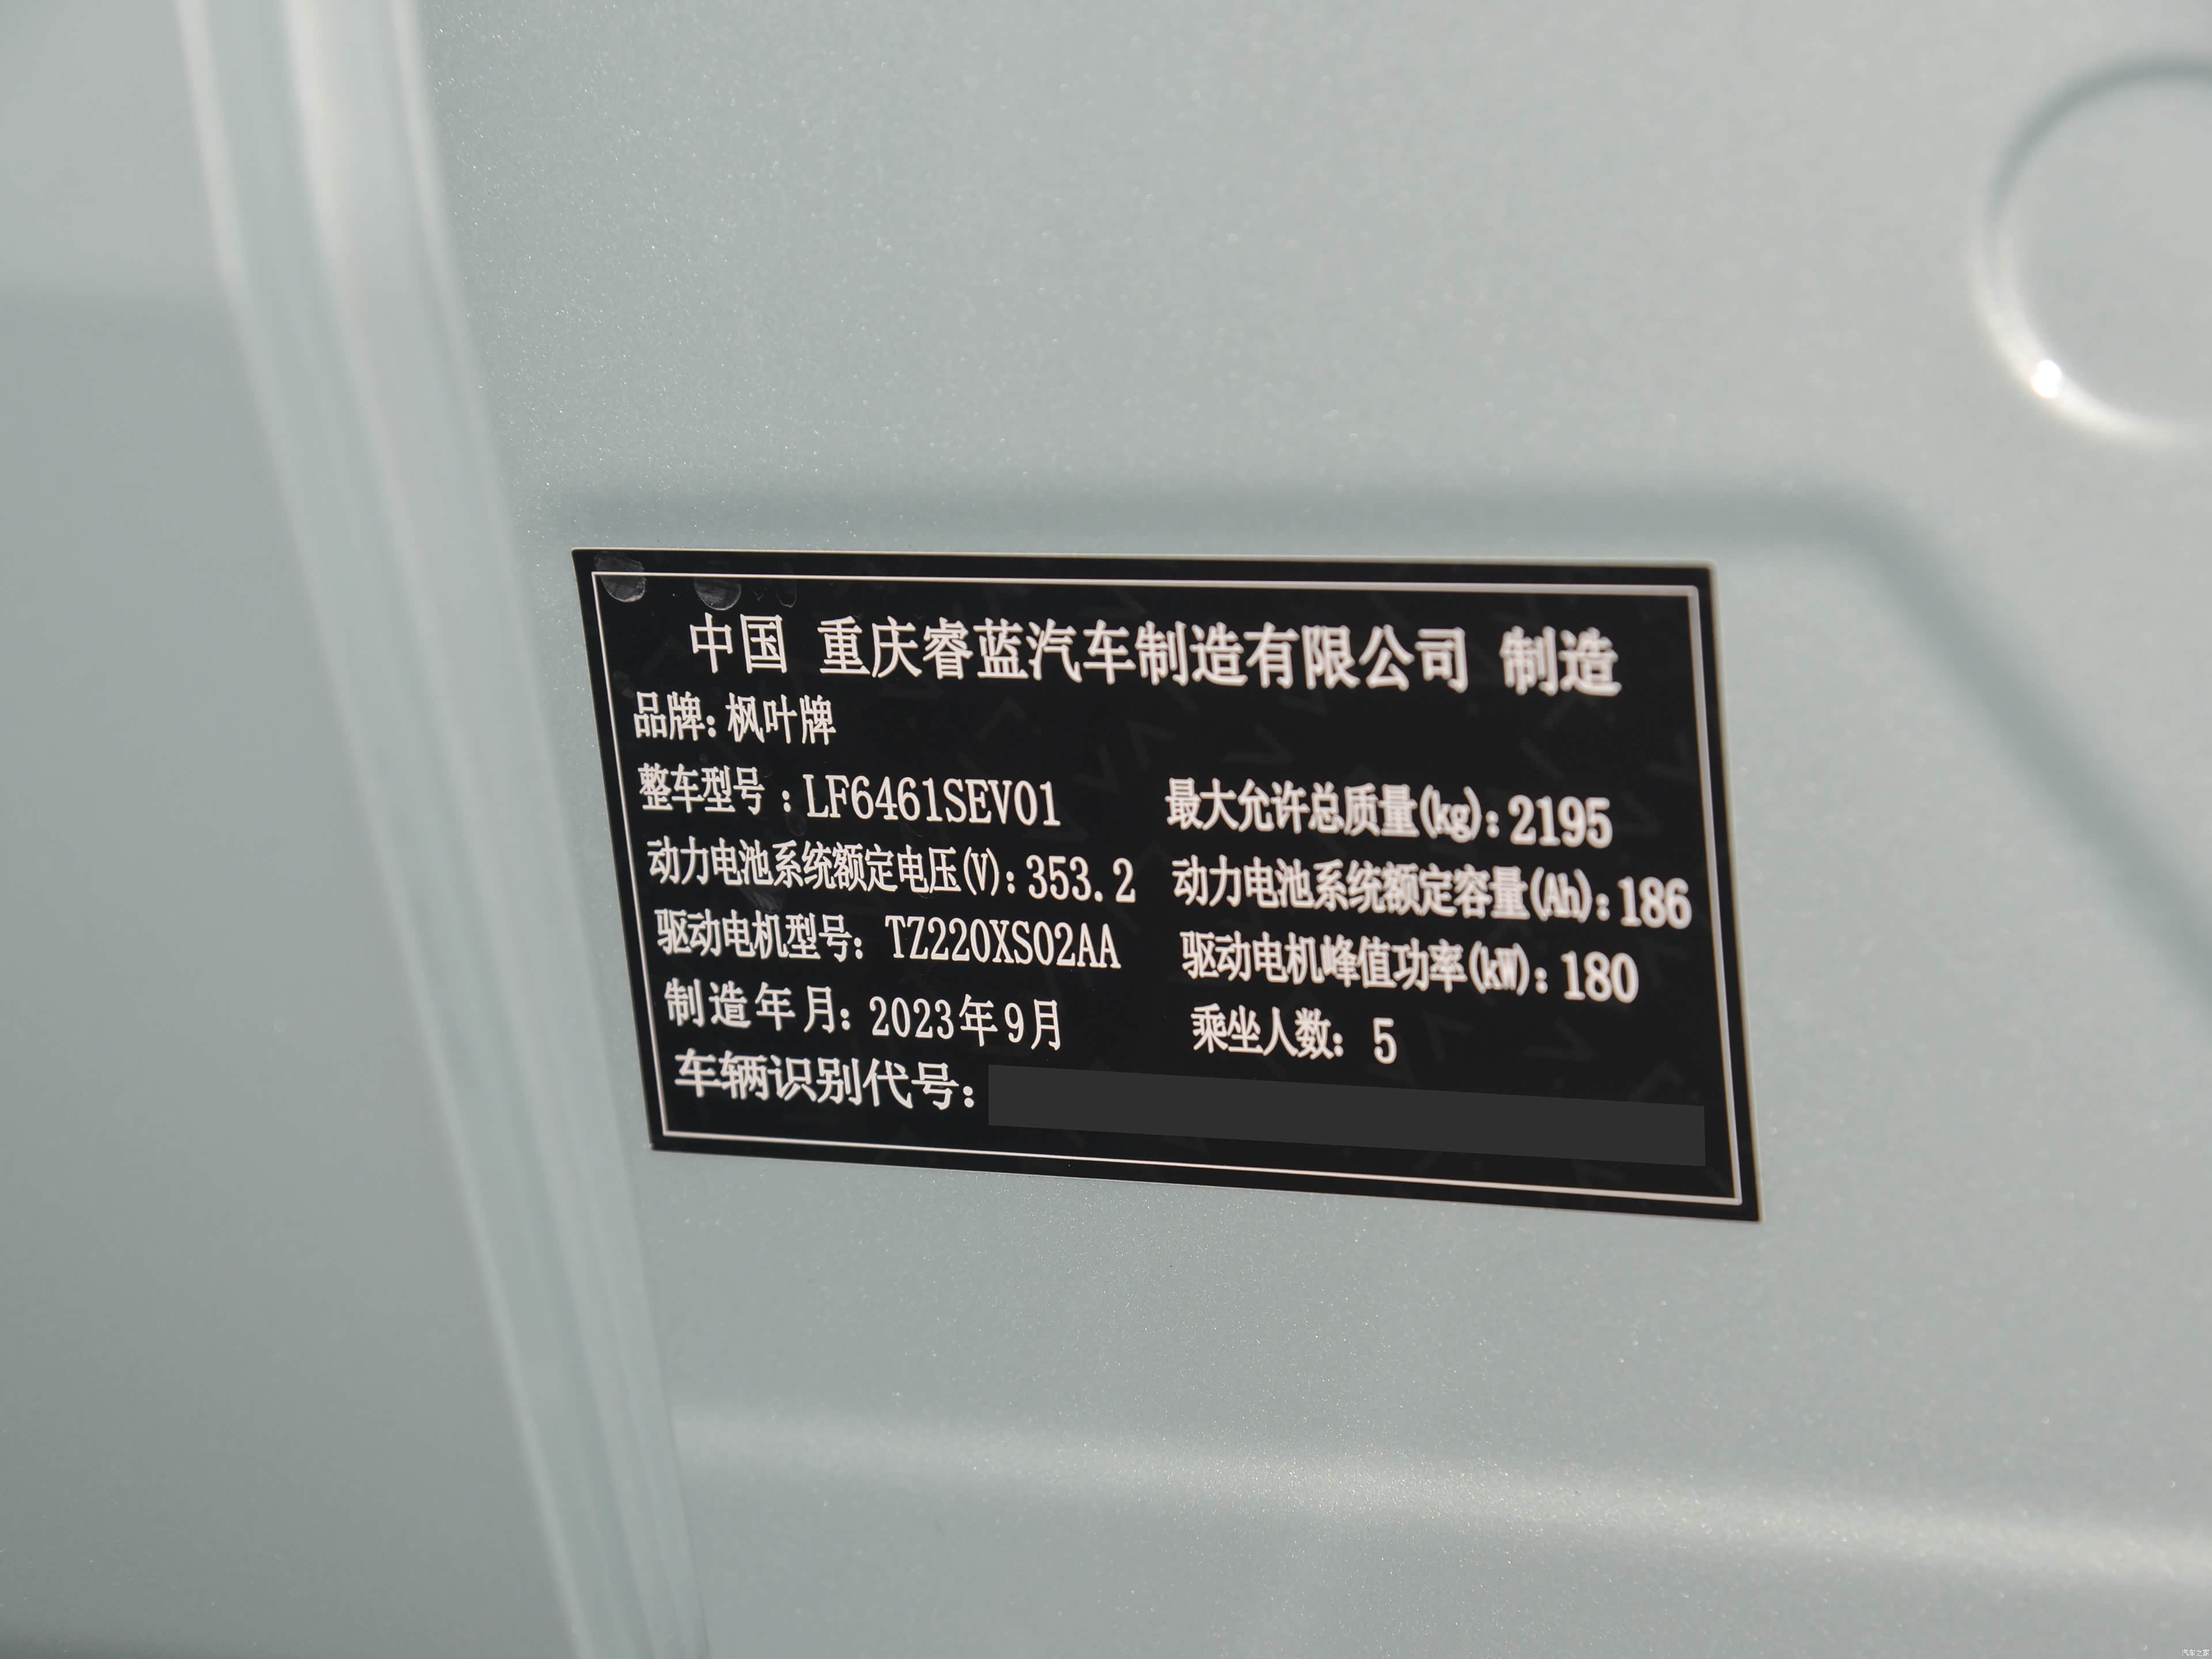 中国 重庆睿蓝汽车制造有限公司 制造
品牌: 枫叶牌
整车型号 : LF6461SEV01 最大允许总质量(kg): 2195
动力电池系统额定电压(V): 353.2 动力电池系统额定容量(Ah): 186
驱动电机型号: TZ220XS02AA 驱动电机峰值功率(kW): 180
制造年月: 2023年9月 乘坐人数: 5
车辆识别代号:
汽车之家